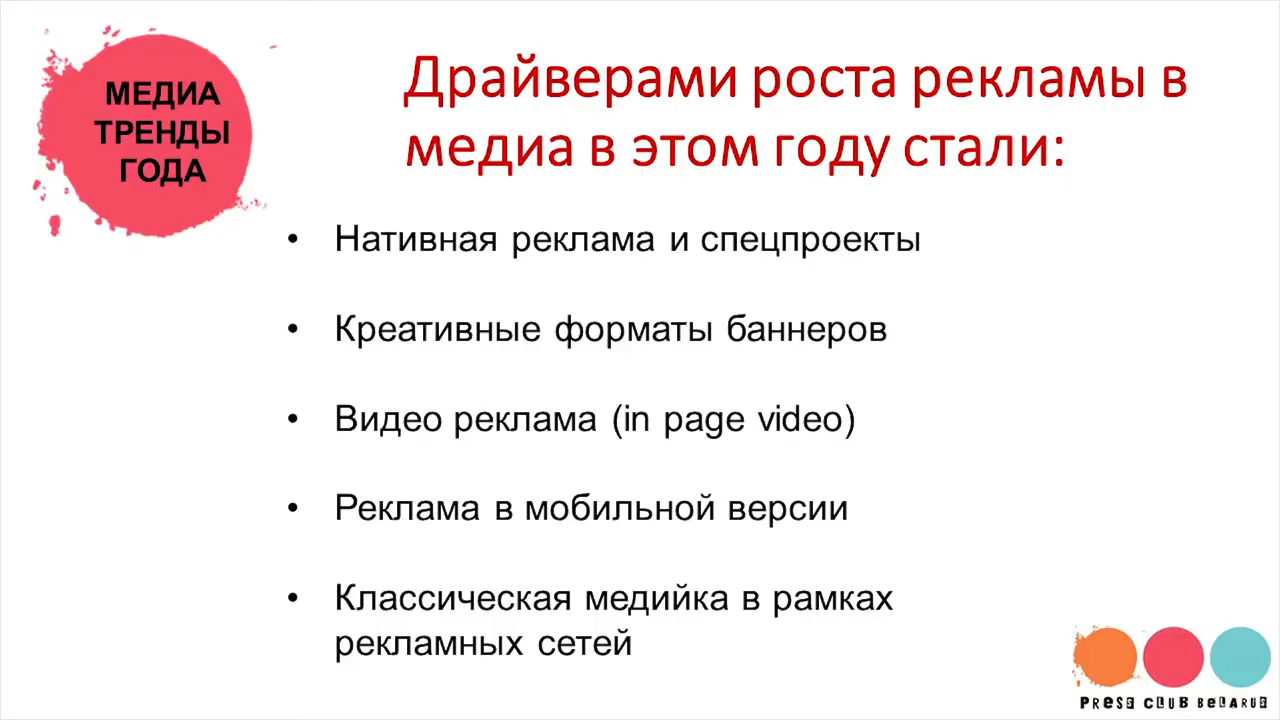 МЕДИА
ТРЕНДЫ
ГОДА
Драйверами роста рекламы в
медиа в этом году стали:
• Нативная реклама и спецпроекты
• Креативные форматы баннеров
• Видео реклама (in page video)
• Реклама в мобильной версии
• Классическая медийка в рамках
рекламных сетей
PRESS CLUB BELARUS